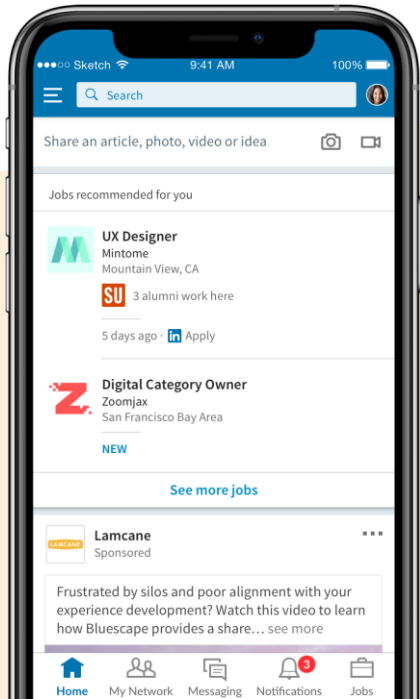 Sketch 9:41 AM 100%
Search
Share an article, photo, video or idea
Jobs recommended for you
UX Designer
Mintome
Mountain View, CA
SU 3 alumni work here
5 days ago · in Apply
Digital Category Owner
Zoomjax
San Francisco Bay Area
NEW
See more jobs
LAMCANE
Lamcane
Sponsored
Frustrated by silos and poor alignment with your
experience development? Watch this video to learn
how Bluescape provides a share… see more
3
Home My Network Messaging Notifications Jobs